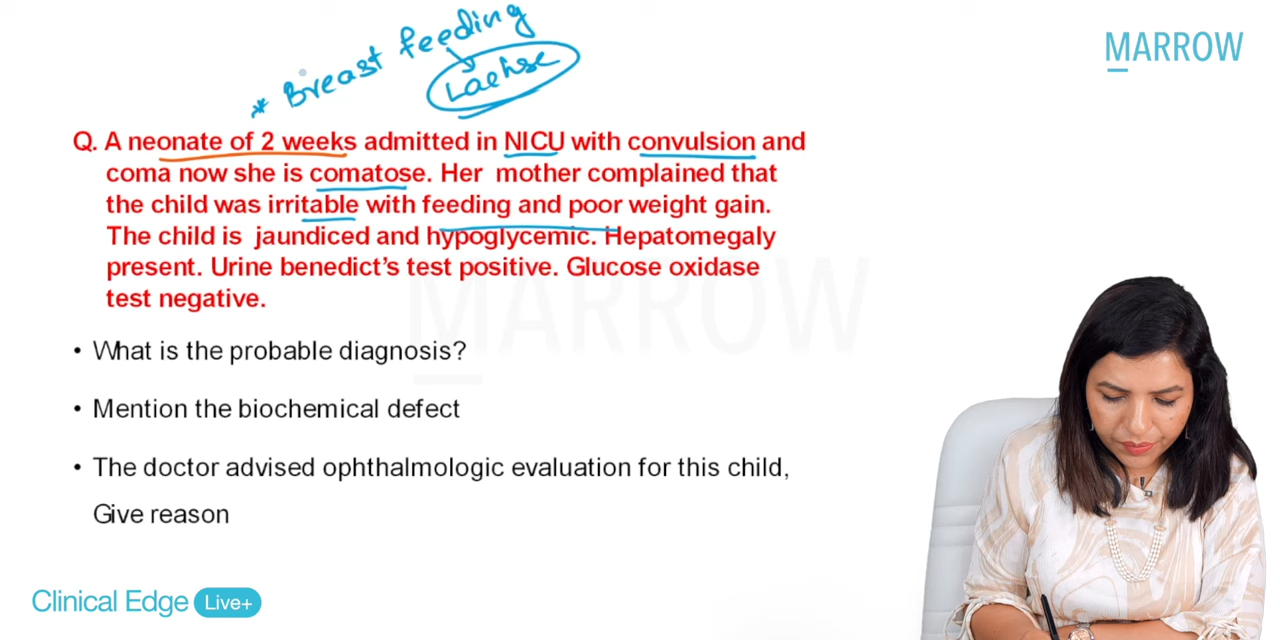 * Breast feeding
Lactose
MARROW
Q. A neonate of 2 weeks admitted in NICU with convulsion and
coma now she is comatose. Her mother complained that
the child was irritable with feeding and poor weight gain.
The child is jaundiced and hypoglycemic. Hepatomegaly
present. Urine benedict's test positive. Glucose oxidase
test negative.
MARROW
• What is the probable diagnosis?
• Mention the biochemical defect
• The doctor advised ophthalmologic evaluation for this child,
Give reason
Clinical Edge Live+